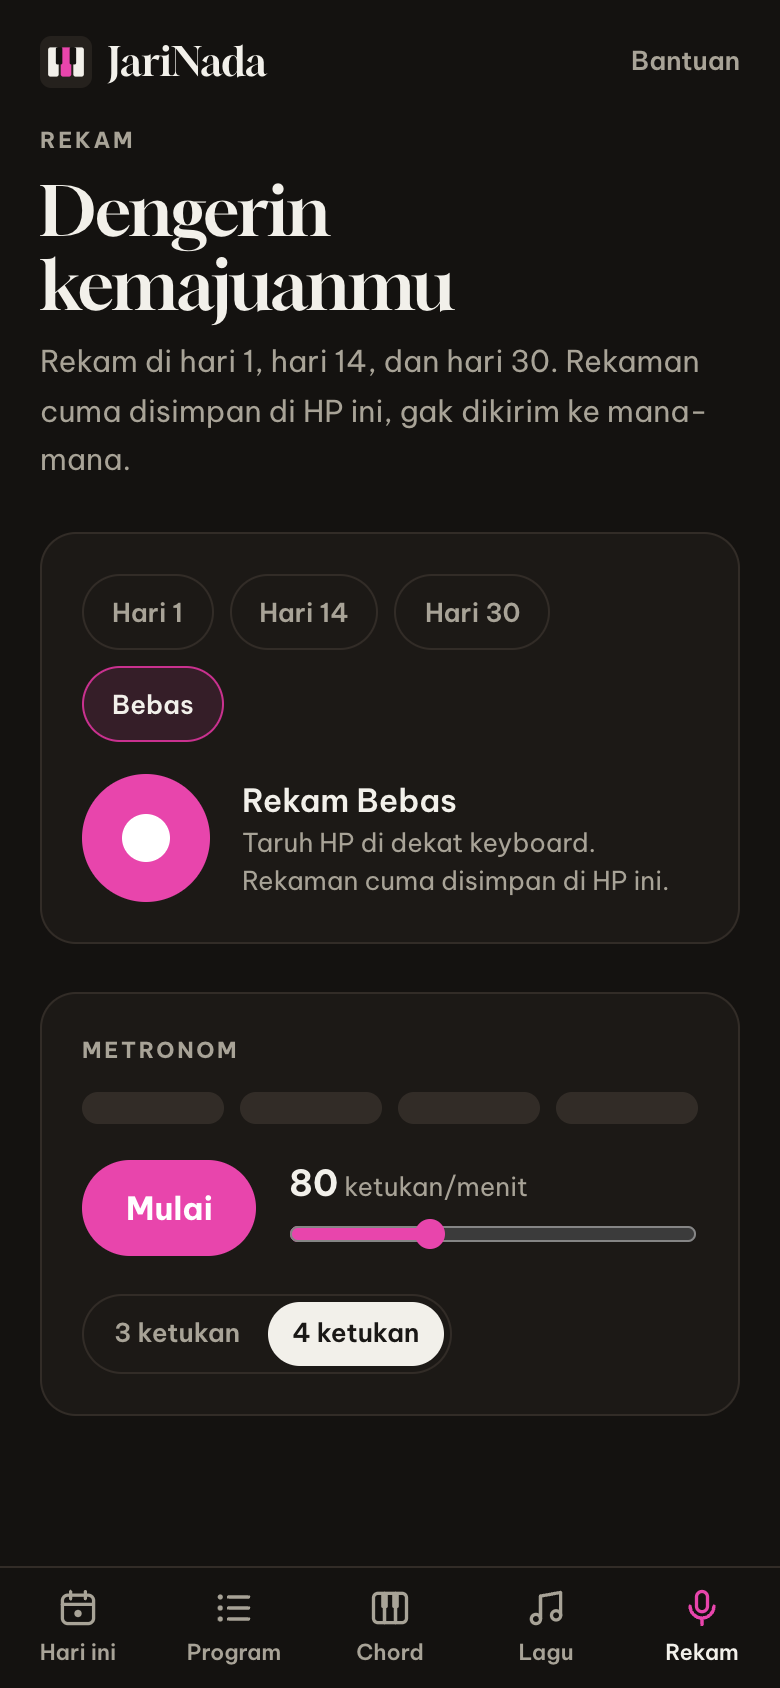 JariNada
Bantuan
REKAM
Dengerin
kemajuanmu
Rekam di hari 1, hari 14, dan hari 30. Rekaman
cuma disimpan di HP ini, gak dikirim ke mana-
mana.
Hari 1
Hari 14
Hari 30
Bebas
Rekam Bebas
Taruh HP di dekat keyboard.
Rekaman cuma disimpan di HP ini.
METRONOM
Mulai
80 ketukan/menit
3 ketukan
4 ketukan
Hari ini
Program
Chord
Lagu
Rekam